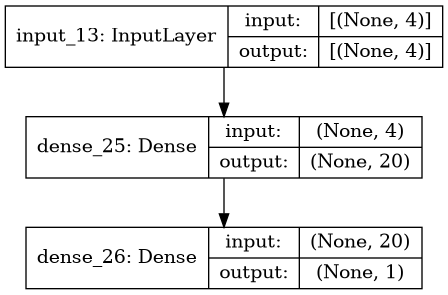 input_13: InputLayer
input: [(None, 4)]
output: [(None, 4)]
dense_25: Dense
input: (None, 4)
output: (None, 20)
dense_26: Dense
input: (None, 20)
output: (None, 1)